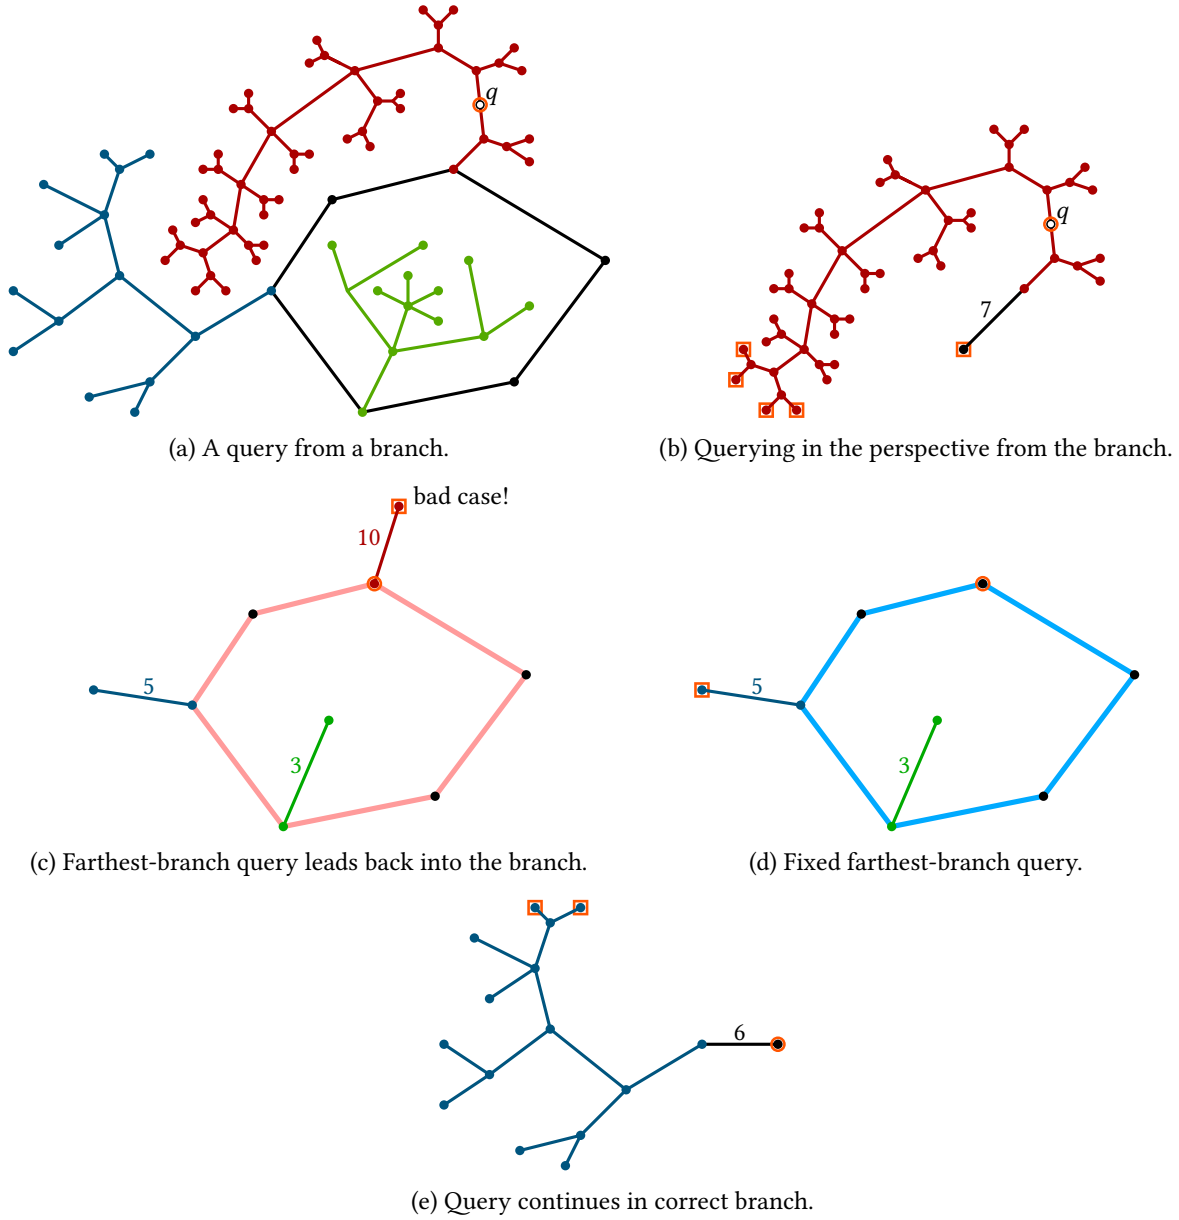 q
(a) A query from a branch.
q
7
(b) Querying in the perspective from the branch.
bad case!
10
5
3
(c) Farthest-branch query leads back into the branch.
5
3
(d) Fixed farthest-branch query.
6
(e) Query continues in correct branch.